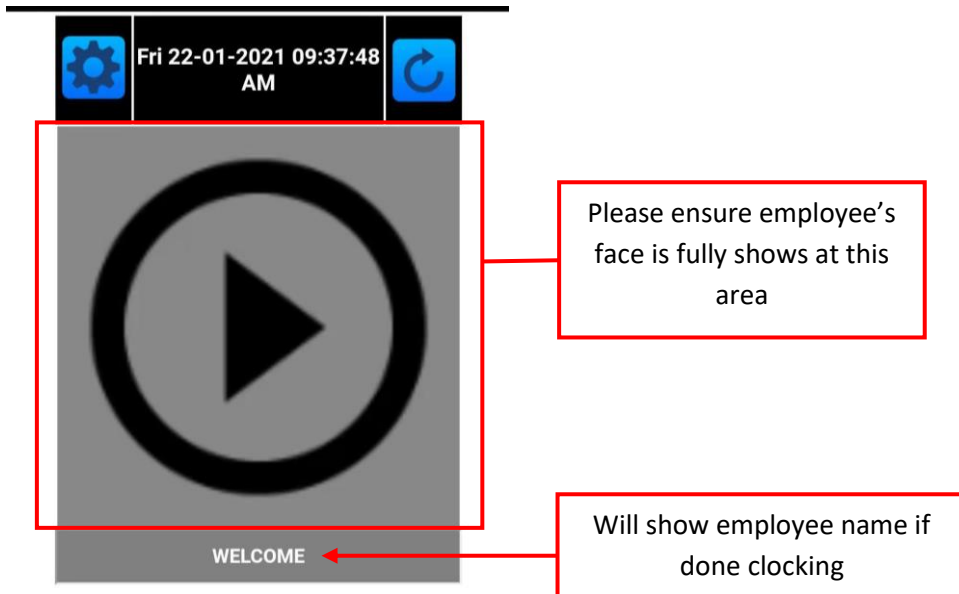 Fri 22-01-2021 09:37:48
AM
Please ensure employee’s
face is fully shows at this
area
Will show employee name if
done clocking
WELCOME